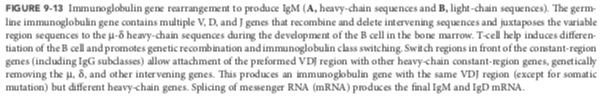 FIGURE 9-13 Immunoglobulin gene rearrangement to produce IgM (A, heavy-chain sequences and B, light-chain sequences). The germ-
line immunoglobulin gene contains multiple V, D, and J genes that recombine and delete intervening sequences and juxtaposes the variable
region sequences to the μ-δ heavy-chain sequences during the development of the B cell in the bone marrow. T-cell help induces differen-
tiation of the B cell and promotes genetic recombination and immunoglobulin class switching. Switch regions in front of the constant-region
genes (including IgG subclasses) allow attachment of the preformed VDJ region with other heavy-chain constant-region genes, genetically
removing the μ, δ, and other intervening genes. This produces an immunoglobulin gene with the same VDJ region (except for somatic
mutation) but different heavy-chain genes. Splicing of messenger RNA (mRNA) produces the final IgM and IgD mRNA.